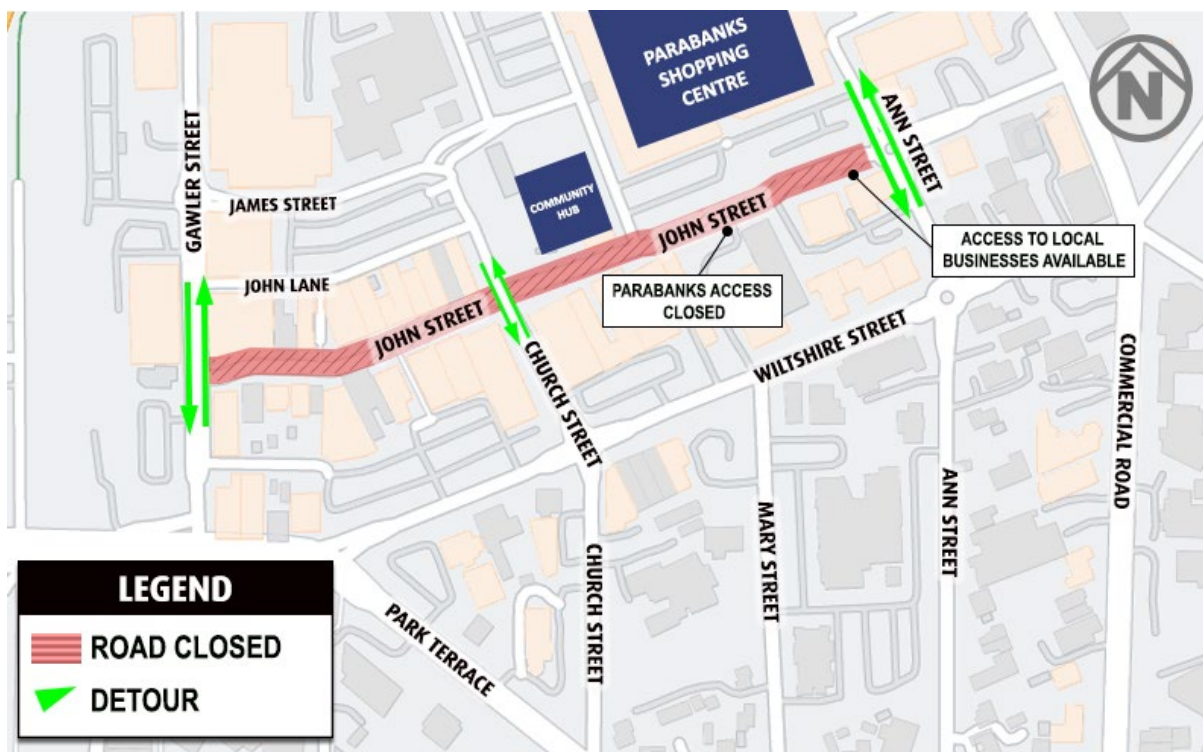 PARABANKS
SHOPPING
CENTRE
N
ANN STREET
GAWLER STREET
JAMES STREET
COMMUNITY
HUB
JOHN STREET
ACCESS TO LOCAL
BUSINESSES AVAILABLE
JOHN LANE
PARABANKS ACCESS
CLOSED
JOHN STREET
CHURCH STREET
WILTSHIRE STREET
COMMERCIAL ROAD
MARY STREET
ANN STREET
CHURCH STREET
PARK TERRACE
LEGEND
ROAD CLOSED
DETOUR